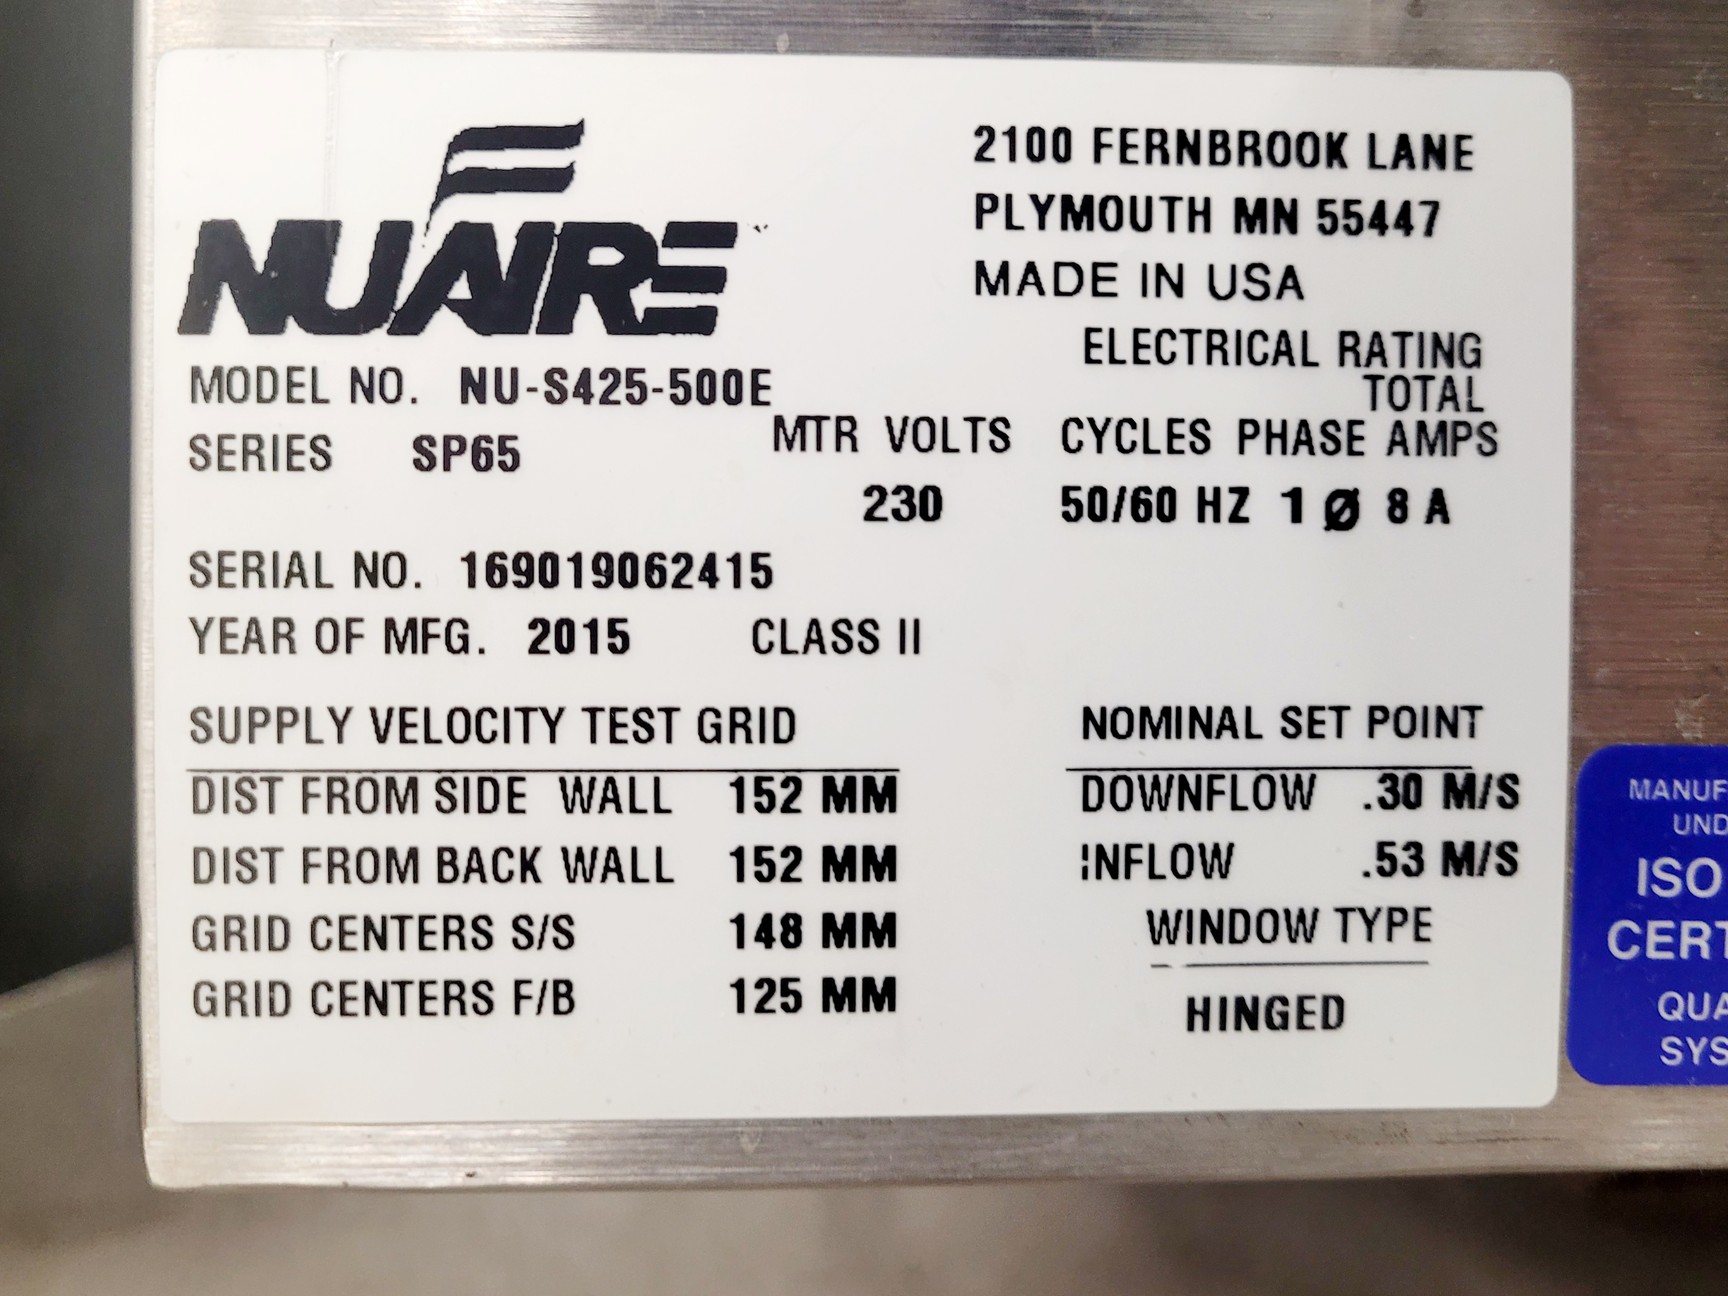 NUAIRE
2100 FERNBROOK LANE
PLYMOUTH MN 55447
MADE IN USA
ELECTRICAL RATING
TOTAL
MODEL NO. NU-S425-500E
MTR VOLTS CYCLES PHASE AMPS
SERIES SP65
230 50/60 HZ 1 Ø 8 A
SERIAL NO. 169019062415
YEAR OF MFG. 2015 CLASS II
SUPPLY VELOCITY TEST GRID
DIST FROM SIDE WALL 152 MM
DIST FROM BACK WALL 152 MM
GRID CENTERS S/S 148 MM
GRID CENTERS F/B 125 MM
NOMINAL SET POINT
DOWNFLOW .30 M/S
INFLOW .53 M/S
WINDOW TYPE
HINGED
MANUF
UND
ISO
CERT
QUA
SYS